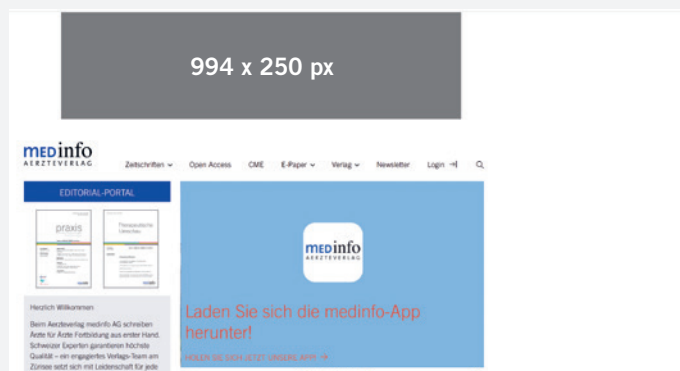 994 x 250 px
medinfo
AERZTEVERLAG
Zeitschriften Open Access CME E-Paper Verlag Newsletter Login
EDITORIAL-PORTAL
praxis
Therapeutische
Umschau
medinfo
AERZTEVERLAG
Laden Sie sich die medinfo-App
herunter!
HOLEN SIE SICH JETZT UNSERE APP! →
Herzlich Willkommen
Beim Aerzteverlag medinfo AG schreiben
Ärzte für Ärzte Fortbildung aus erster Hand.
Schweizer Experten garantieren höchste
Qualität – ein engagiertes Verlags-Team am
Zürisee setzt sich mit Leidenschaft für jede